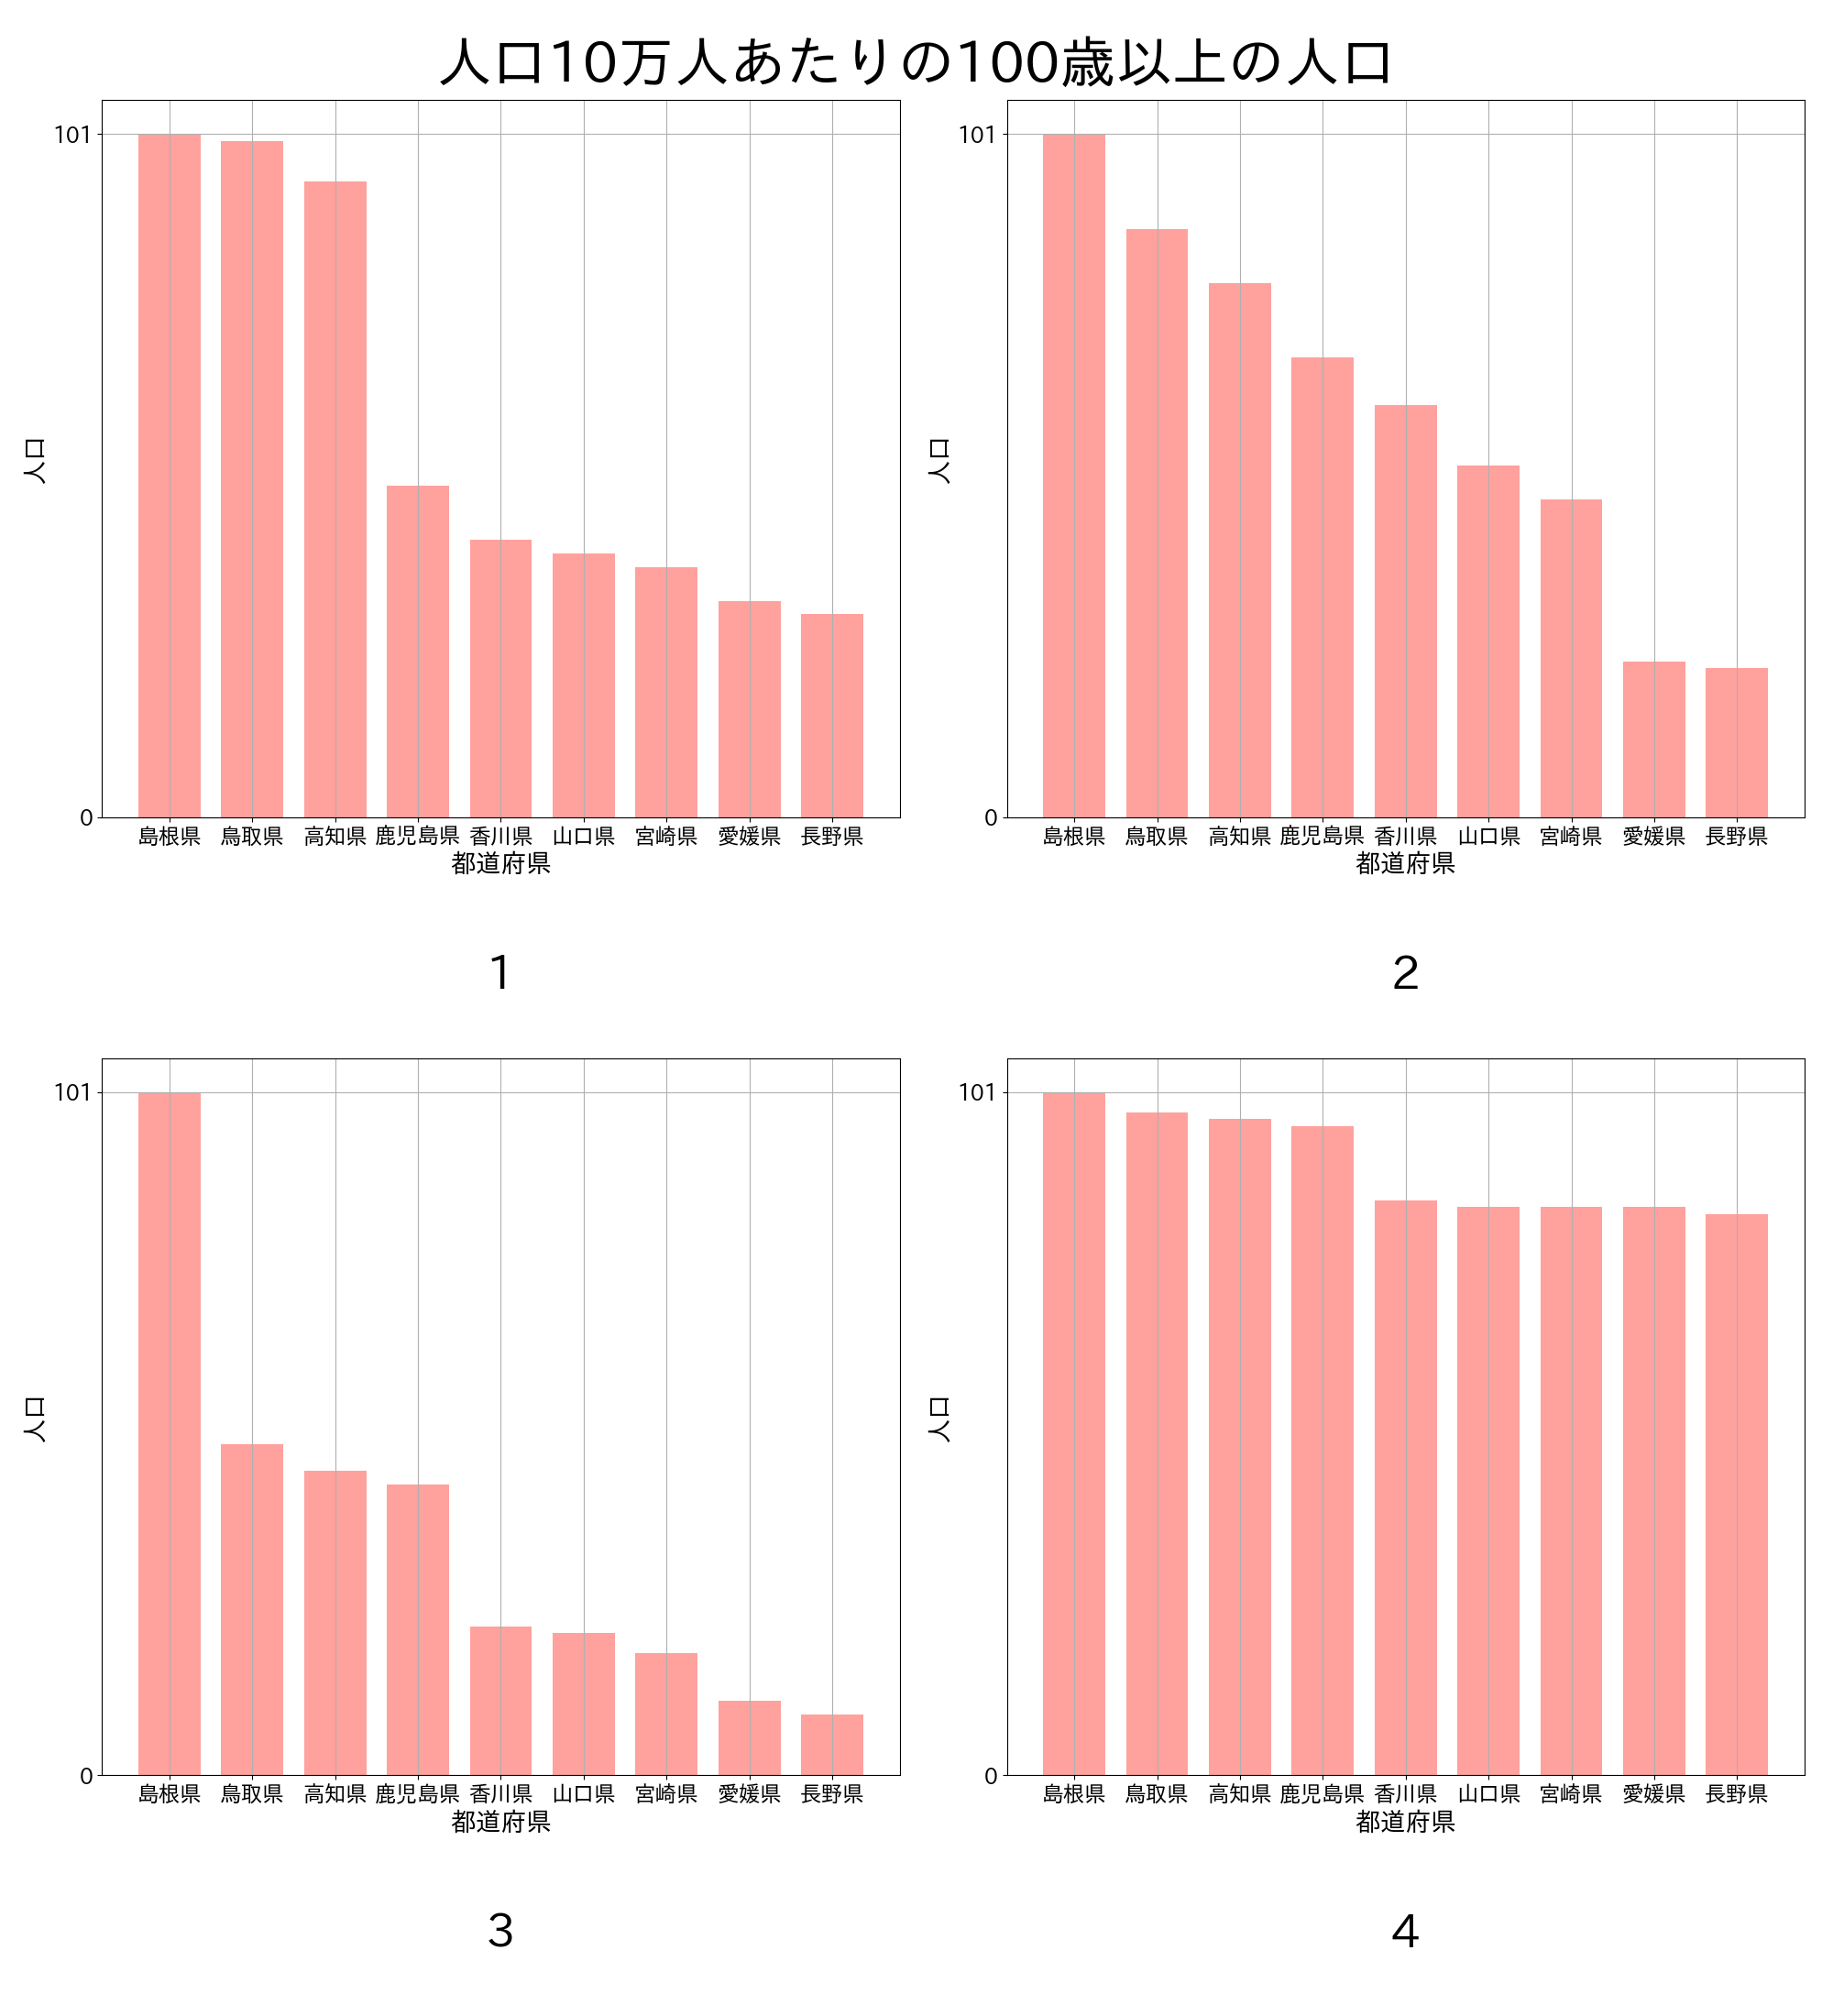 人口10万人あたりの100歳以上の人口
101
人口
0
島根県 鳥取県 高知県 鹿児島県 香川県 山口県 宮崎県 愛媛県 長野県
都道府県
1
101
人口
0
島根県 鳥取県 高知県 鹿児島県 香川県 山口県 宮崎県 愛媛県 長野県
都道府県
2
101
人口
0
島根県 鳥取県 高知県 鹿児島県 香川県 山口県 宮崎県 愛媛県 長野県
都道府県
3
101
人口
0
島根県 鳥取県 高知県 鹿児島県 香川県 山口県 宮崎県 愛媛県 長野県
都道府県
4